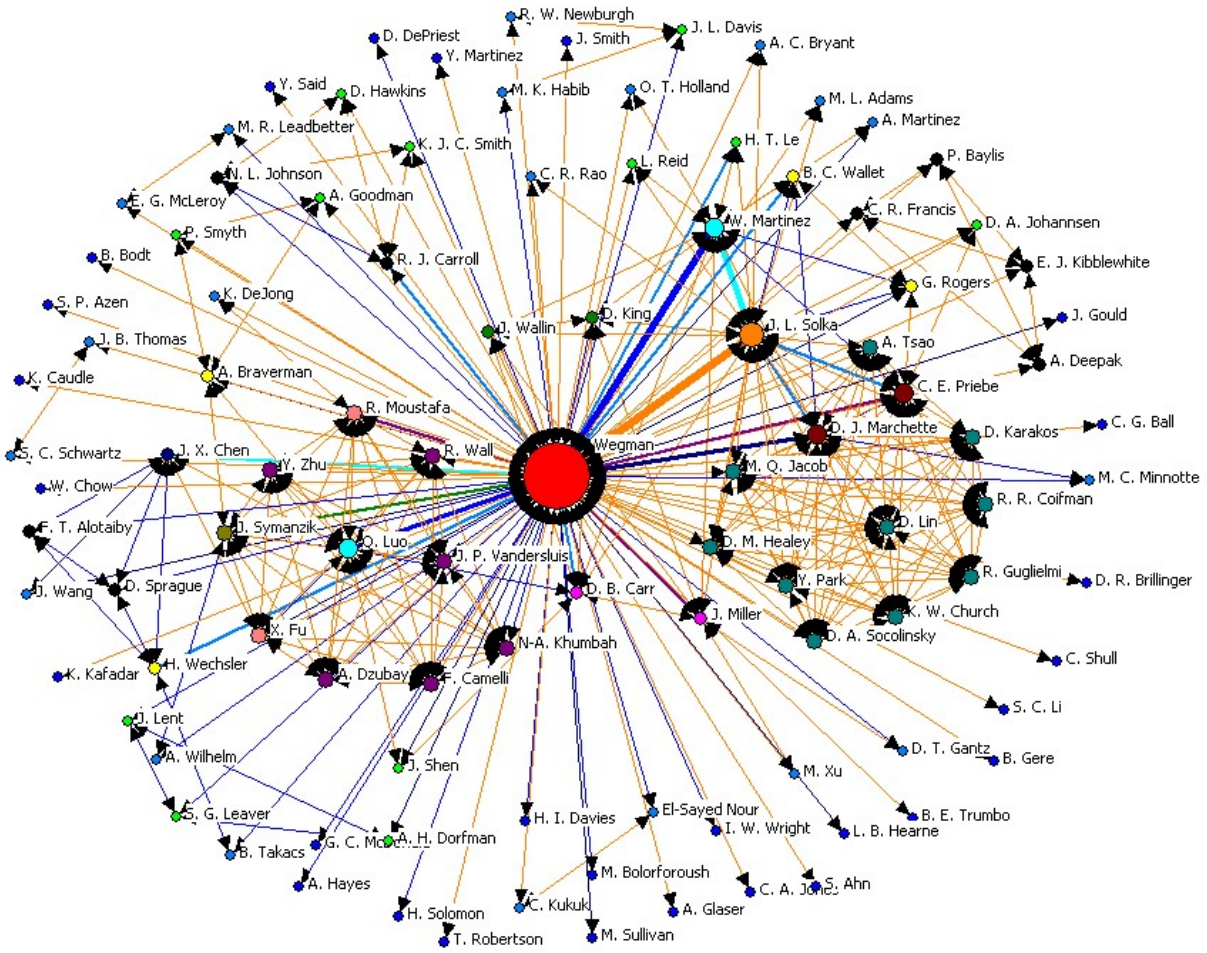 R. W. Newburgh
D. DePriest
J. Smith
J. L. Davis
A. C. Bryant
Y. Martinez
Y. Said
D. Hawkins
M. K. Habib
O. T. Holland
M. L. Adams
A. Martinez
M. R. Leadbetter
K. J. C. Smith
H. T. Le
P. Baylis
N. L. Johnson
C. R. Rao
L. Reid
B. C. Wallet
E. G. McLeroy
A. Goodman
W. Martinez
C. R. Francis
D. A. Johannsen
P. Smyth
B. Bodt
R. J. Carroll
E. J. Kibblewhite
G. Rogers
S. P. Azen
K. DeJong
J. Wallin
D. King
J. L. Solka
J. Gould
J. B. Thomas
A. Tsao
A. Deepak
K. Caudle
A. Braverman
C. E. Priebe
R. Moustafa
C. G. Ball
S. C. Schwartz
J. X. Chen
R. Wall
Wegman
D. J. Marchette
D. Karakos
Y. Zhu
M. Q. Jacob
M. C. Minnotte
W. Chow
R. R. Coifman
F. T. Alotaiby
J. Symanzik
D. Lin
Q. Luo
J. P. Vandersluis
D. M. Healey
J. Wang
D. Sprague
D. B. Carr
Y. Park
R. Guglielmi
D. R. Brillinger
J. Miller
K. W. Church
X. Fu
N-A. Khumbah
D. A. Socolinsky
K. Kafadar
H. Wechsler
A. Dzubay
F. Camelli
C. Shull
J. Lent
S. C. Li
A. Wilhelm
J. Shen
M. Xu
D. T. Gantz
B. Gere
S. G. Leaver
H. I. Davies
El-Sayed Nour
I. W. Wright
L. B. Hearne
B. E. Trumbo
B. Takacs
G. C.
A. H. Dorfman
A. Hayes
M. Bolorforoush
C. A.
S. Ahn
H. Solomon
C. Kukuk
A. Glaser
T. Robertson
M. Sullivan